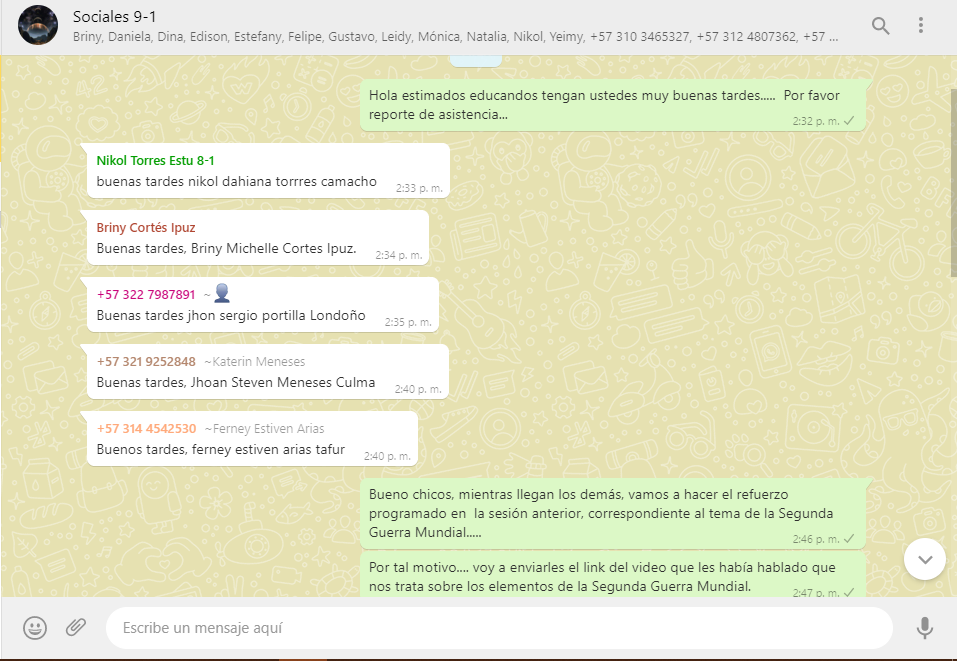 Sociales 9-1
Briny, Daniela, Dina, Edison, Estefany, Felipe, Gustavo, Leidy, Mónica, Natalia, Nikol, Yeimy, +57 310 3465327, +57 312 4807362, +57 ...
Hola estimados educandos tengan ustedes muy buenas tardes..... Por favor
reporte de asistencia...
2:32 p. m.
Nikol Torres Estu 8-1
buenas tardes nikol dahiana torrres camacho
2:33 p. m.
Briny Cortés Ipuz
Buenas tardes, Briny Michelle Cortes Ipuz.
2:34 p. m.
+57 322 7987891 ~
Buenas tardes jhon sergio portilla Londoño
2:35 p. m.
+57 321 9252848 ~Katerin Meneses
Buenas tardes, Jhoan Steven Meneses Culma
2:40 p. m.
+57 314 4542530 ~Ferney Estiven Arias
Buenos tardes, ferney estiven arias tafur
2:40 p. m.
Bueno chicos, mientras llegan los demás, vamos a hacer el refuerzo
programado en la sesión anterior, correspondiente al tema de la Segunda
Guerra Mundial.....
2:46 p. m.
Por tal motivo.... voy a enviarles el link del video que les había hablado que
nos trata sobre los elementos de la Segunda Guerra Mundial.
2:47 p. m.
Escribe un mensaje aquí